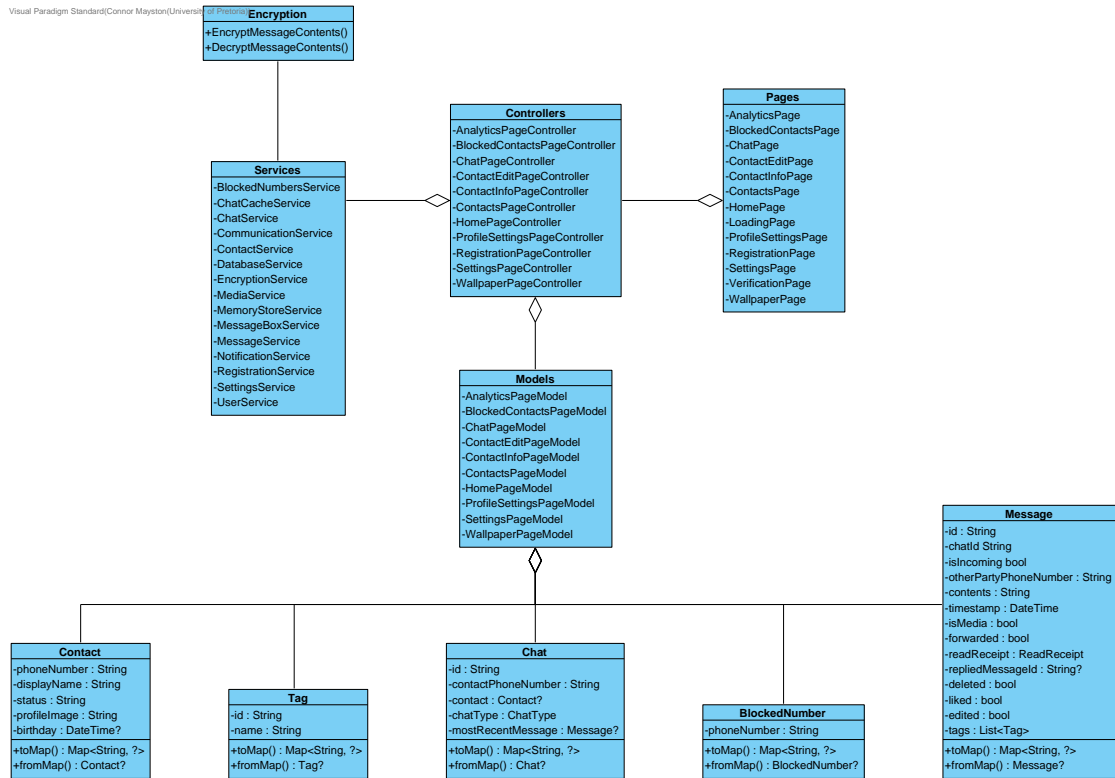 Visual Paradigm Standard(Connor Mayston(University of Pretoria))
Encryption
+EncryptMessageContents()
+DecryptMessageContents()
Services
-BlockedNumbersService
-ChatCacheService
-ChatService
-CommunicationService
-ContactService
-DatabaseService
-EncryptionService
-MediaService
-MemoryStoreService
-MessageBoxService
-MessageService
-NotificationService
-RegistrationService
-SettingsService
-UserService
Controllers
-AnalyticsPageController
-BlockedContactsPageController
-ChatPageController
-ContactEditPageController
-ContactInfoPageController
-ContactsPageController
-HomePageController
-ProfileSettingsPageController
-RegistrationPageController
-SettingsPageController
-WallpaperPageController
Pages
-AnalyticsPage
-BlockedContactsPage
-ChatPage
-ContactEditPage
-ContactInfoPage
-ContactsPage
-HomePage
-LoadingPage
-ProfileSettingsPage
-RegistrationPage
-SettingsPage
-VerificationPage
-WallpaperPage
Models
-AnalyticsPageModel
-BlockedContactsPageModel
-ChatPageModel
-ContactEditPageModel
-ContactInfoPageModel
-ContactsPageModel
-HomePageModel
-ProfileSettingsPageModel
-SettingsPageModel
-WallpaperPageModel
Contact
-phoneNumber : String
-displayName : String
-status : String
-profileImage : String
-birthday : DateTime?
+toMap() : Map<String, ?>
+fromMap() : Contact?
Tag
-id : String
-name : String
+toMap() : Map<String, ?>
+fromMap() : Tag?
Chat
-id : String
-contactPhoneNumber : String
-contact : Contact?
-chatType : ChatType
-mostRecentMessage : Message?
+toMap() : Map<String, ?>
+fromMap() : Chat?
BlockedNumber
-phoneNumber : String
+toMap() : Map<String, ?>
+fromMap() : BlockedNumber?
Message
-id : String
-chatId String
-isIncoming bool
-otherPartyPhoneNumber : String
-contents : String
-timestamp : DateTime
-isMedia : bool
-forwarded : bool
-readReceipt : ReadReceipt
-repliedMessageId : String?
-deleted : bool
-liked : bool
-edited : bool
-tags : List<Tag>
+toMap() : Map<String, ?>
+fromMap() : Message?